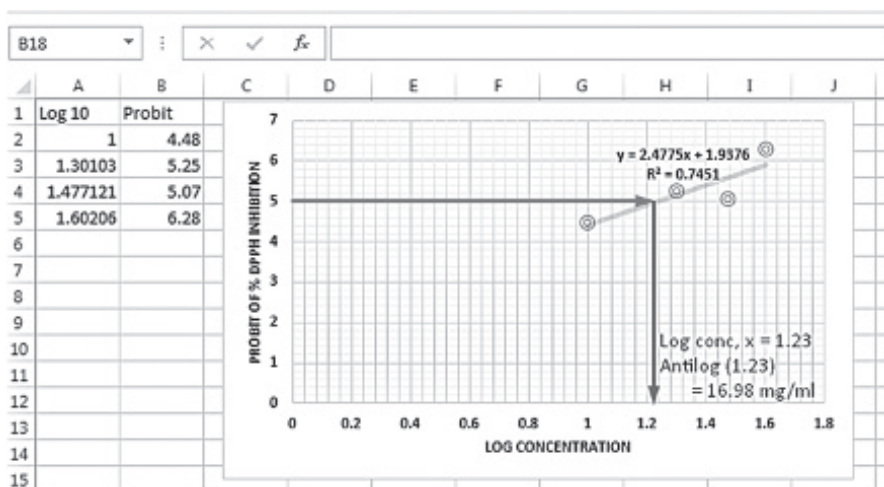 B18
fx
A B C D E F G H I J
1 Log 10 Probit
2 1 4.48
3 1.30103 5.25
4 1.477121 5.07
5 1.60206 6.28
6
7
8
9
10
11
12
13
14
15
PROBIT OF % DPPH INHIBITION
7
6
5
4
3
2
1
0
y = 2.4775x + 1.9376
R² = 0.7451
Log conc, x = 1.23
Antilog (1.23)
= 16.98 mg/ml
0 0.2 0.4 0.6 0.8 1 1.2 1.4 1.6 1.8
LOG CONCENTRATION